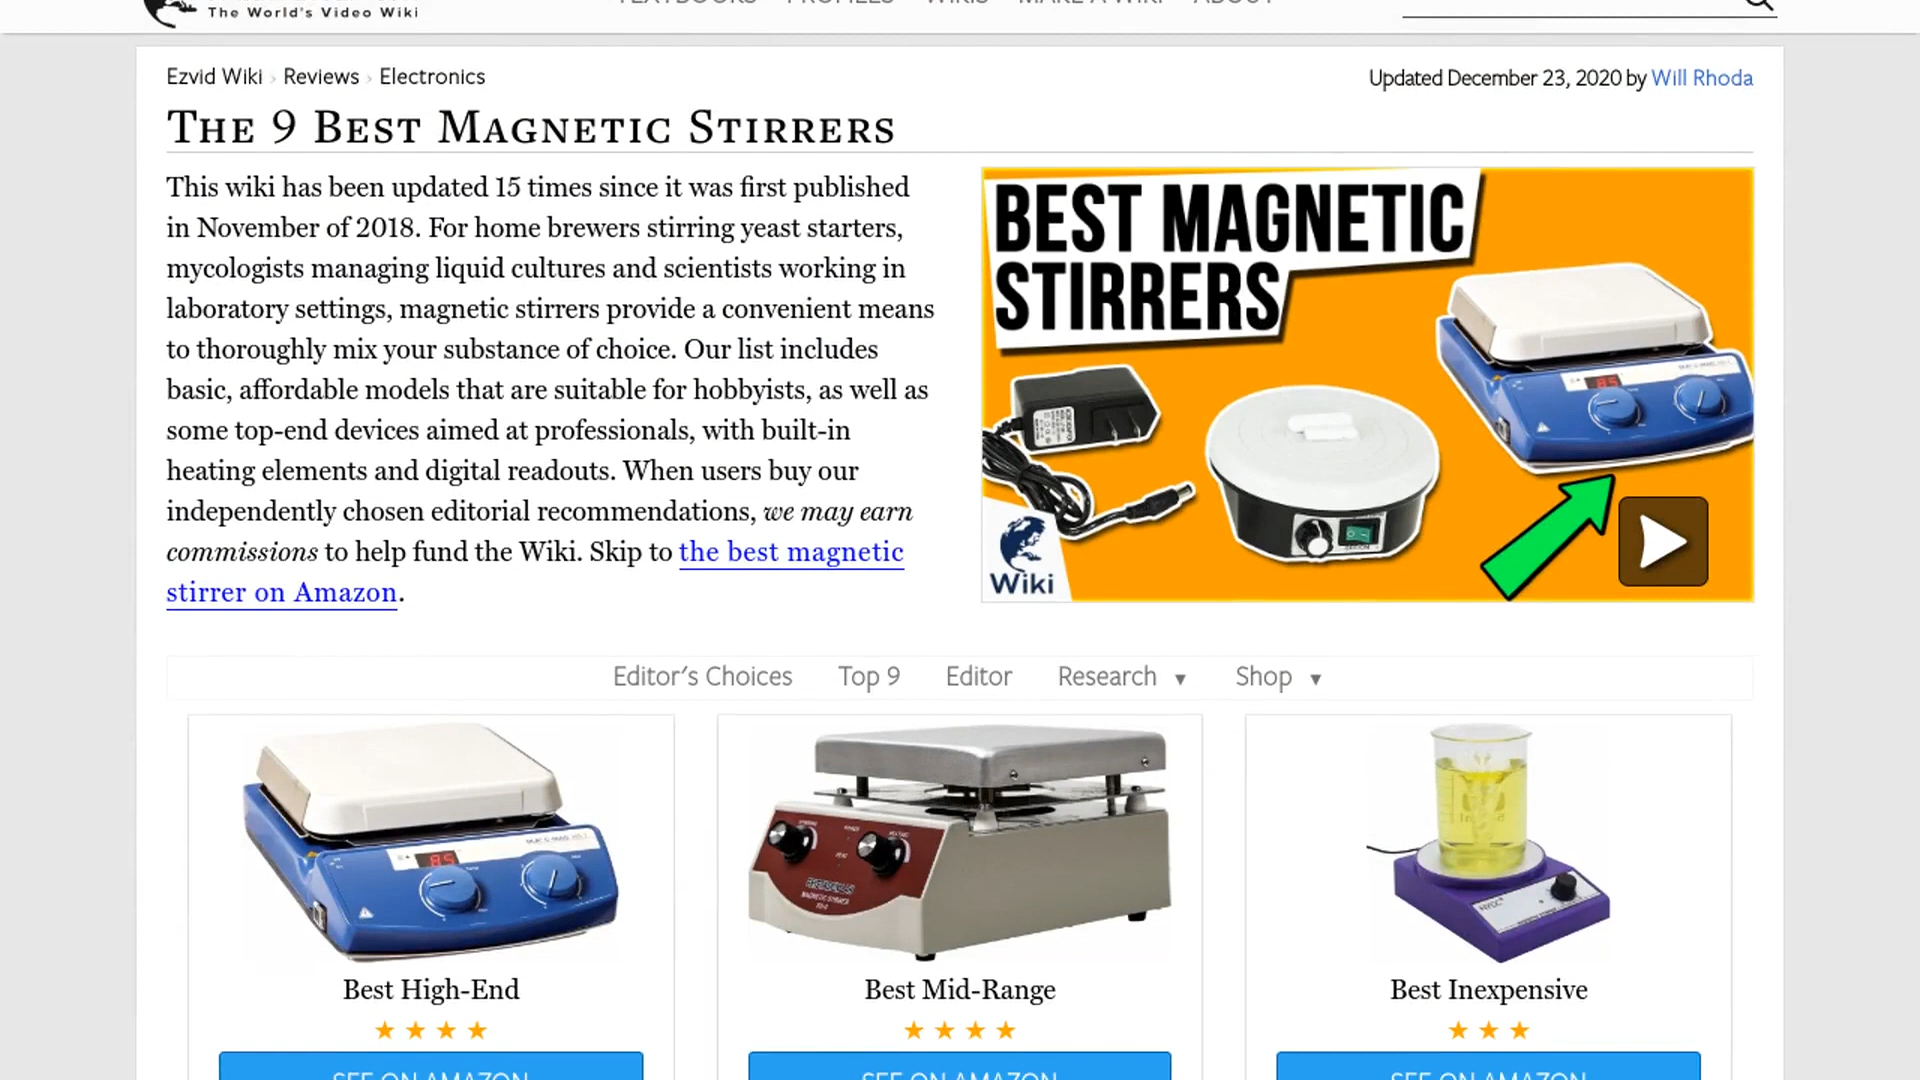 The World's Video Wiki
TEXTBOOKS PROFILES WIKIS MAKE A WIKI ABOUT
Ezvid Wiki › Reviews › Electronics
Updated December 23, 2020 by Will Rhoda
The 9 Best Magnetic Stirrers
This wiki has been updated 15 times since it was first published
in November of 2018. For home brewers stirring yeast starters,
mycologists managing liquid cultures and scientists working in
laboratory settings, magnetic stirrers provide a convenient means
to thoroughly mix your substance of choice. Our list includes
basic, affordable models that are suitable for hobbyists, as well as
some top-end devices aimed at professionals, with built-in
heating elements and digital readouts. When users buy our
independently chosen editorial recommendations, we may earn
commissions to help fund the Wiki. Skip to the best magnetic
stirrer on Amazon.
BEST MAGNETIC
STIRRERS
85
Wiki
Editor's Choices Top 9 Editor Research ▼ Shop ▼
85
MAGNETIC STIRRER
Best High-End
Best Mid-Range
Best Inexpensive
SEE ON AMAZON
SEE ON AMAZON
SEE ON AMAZON